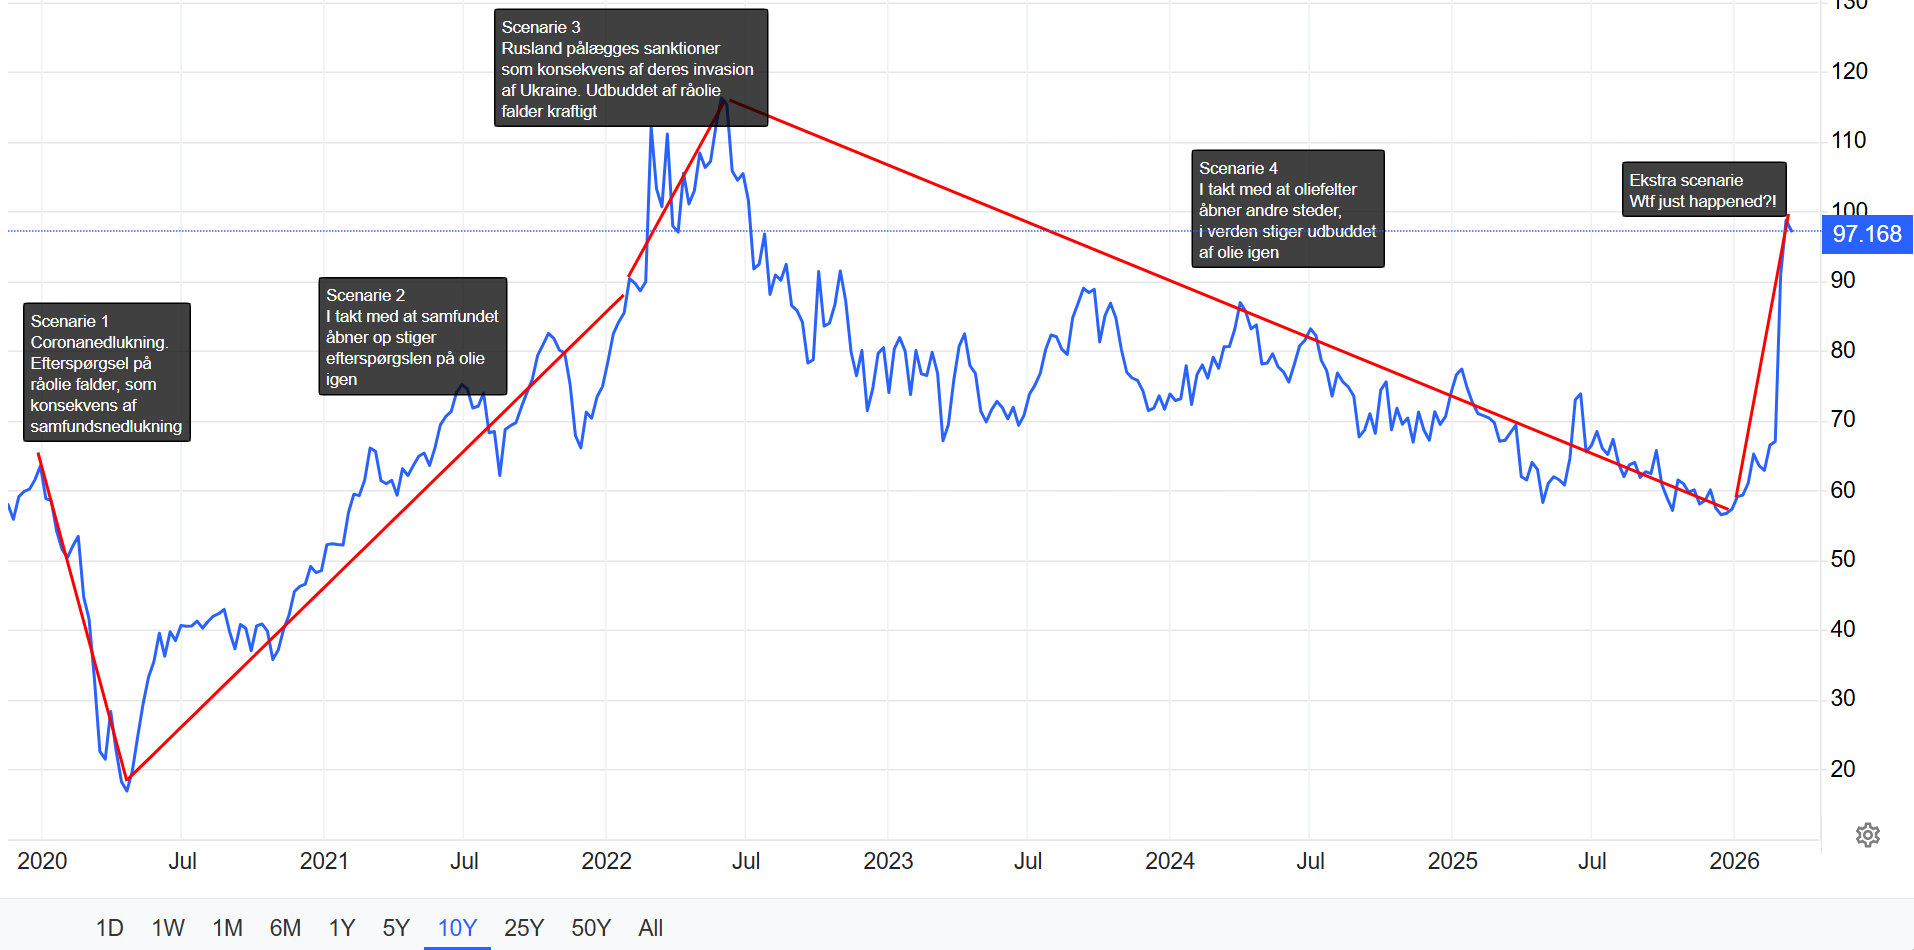 130
Scenarie 3
Rusland pålægges sanktioner
som konsekvens af deres invasion
af Ukraine. Udbuddet af råolie
falder kraftigt
120
110
Scenarie 4
I takt med at oliefelter
åbner andre steder,
i verden stiger udbuddet
af olie igen
Ekstra scenarie
Wtf just happened?!
100
97.168
Scenarie 2
I takt med at samfundet
åbner op stiger
efterspørgslen på olie
igen
90
Scenarie 1
Coronanedlukning.
Efterspørgsel på
råolie falder, som
konsekvens af
samfundsnedlukning
80
70
60
50
40
30
20
2020 Jul 2021 Jul 2022 Jul 2023 Jul 2024 Jul 2025 Jul 2026
1D 1W 1M 6M 1Y 5Y 10Y 25Y 50Y All